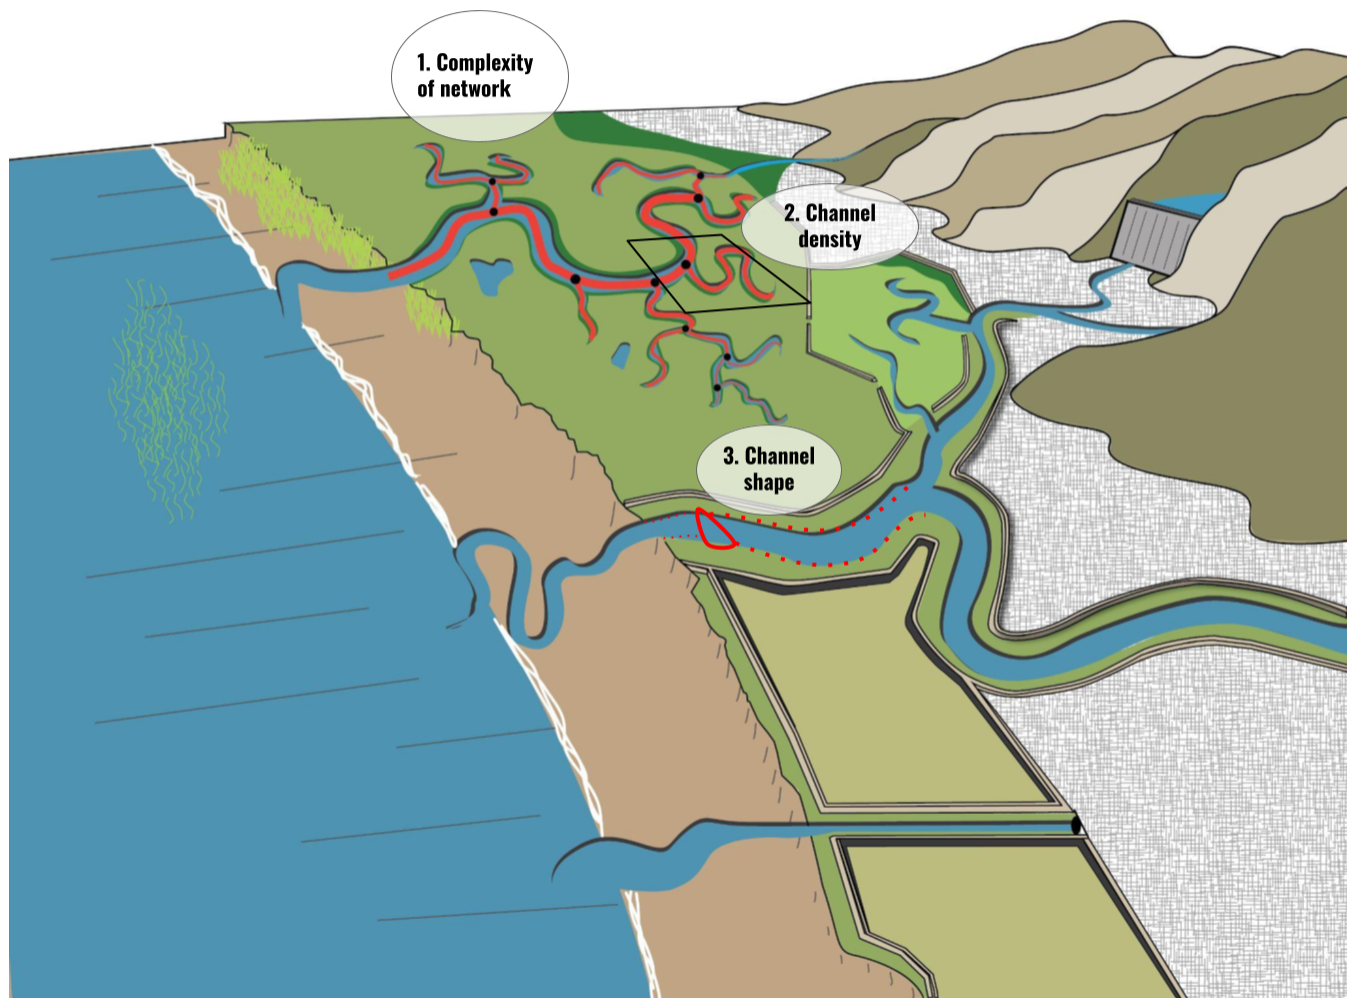 1. Complexity
of network
2. Channel
density
3. Channel
shape